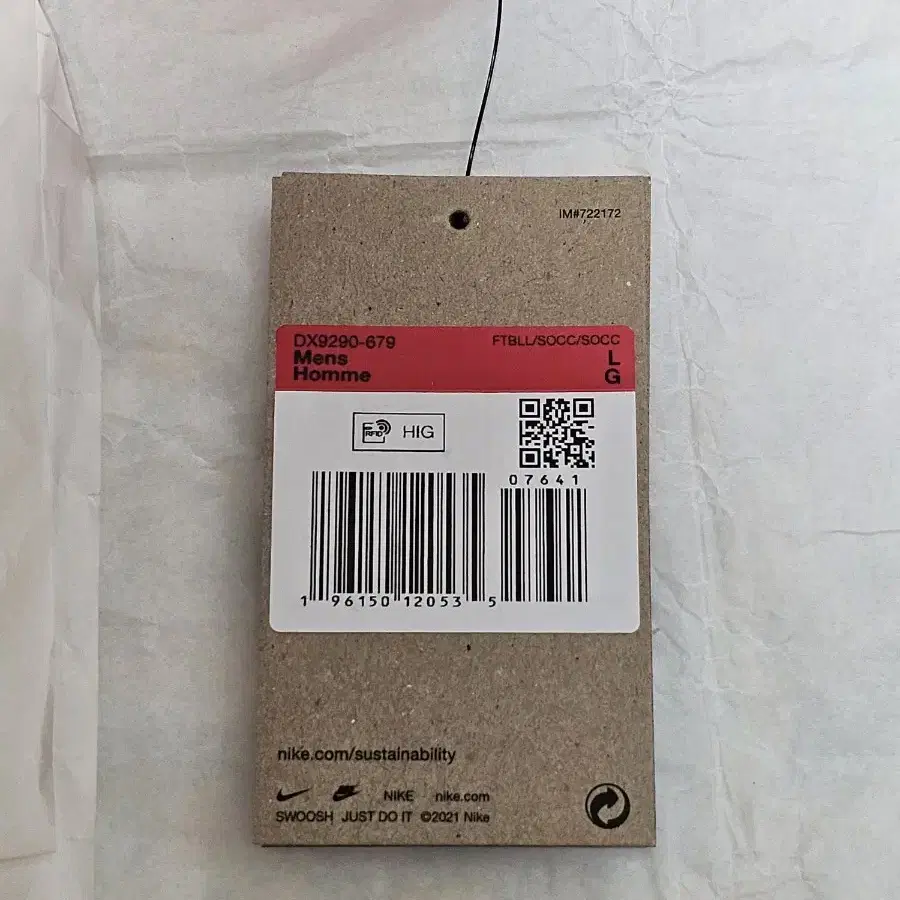 IM#722172
DX9290-679 FTBLL/SOCC/SOCC
Mens L
Homme G
RFID HIG
07641
1 96150 12053 5
nike.com/sustainability
NIKE nike.com
SWOOSH JUST DO IT ©2021 Nike